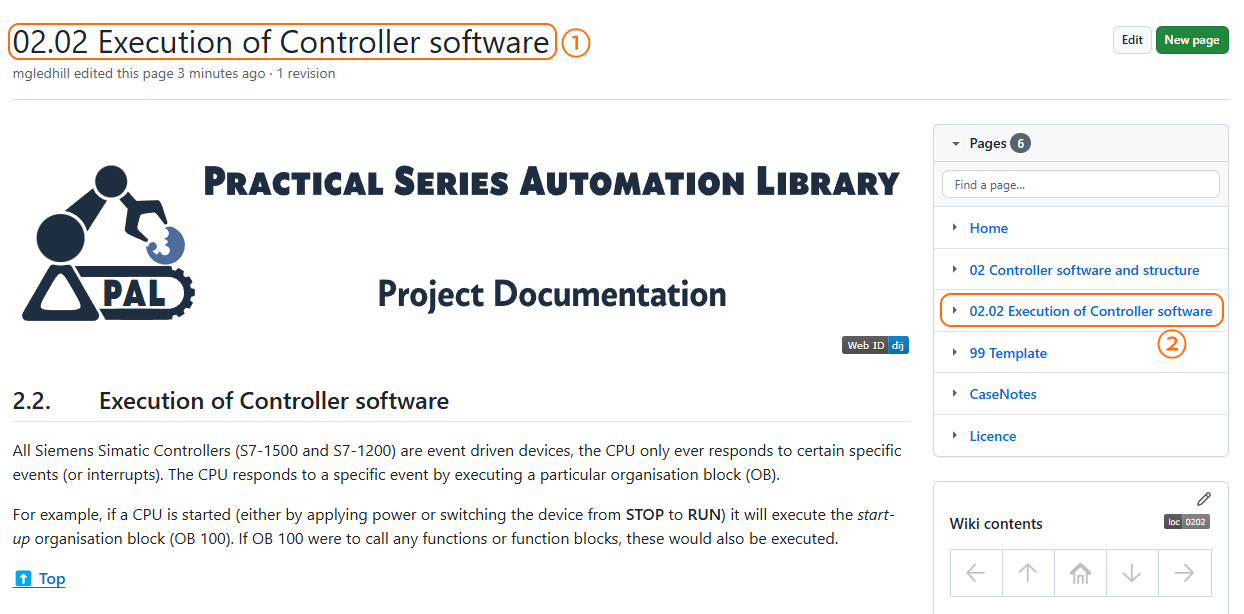 02.02 Execution of Controller software
①
mgledhill edited this page 3 minutes ago · 1 revision
Edit
New page
PRACTICAL SERIES AUTOMATION LIBRARY
Project Documentation
PAL
Web ID dij
2.2. Execution of Controller software
All Siemens Simatic Controllers (S7-1500 and S7-1200) are event driven devices, the CPU only ever responds to certain specific
events (or interrupts). The CPU responds to a specific event by executing a particular organisation block (OB).
For example, if a CPU is started (either by applying power or switching the device from STOP to RUN) it will execute the start-
up organisation block (OB 100). If OB 100 were to call any functions or function blocks, these would also be executed.
Top
Pages 6
Find a page...
Home
02 Controller software and structure
02.02 Execution of Controller software
②
99 Template
CaseNotes
Licence
Wiki contents
loc 0202